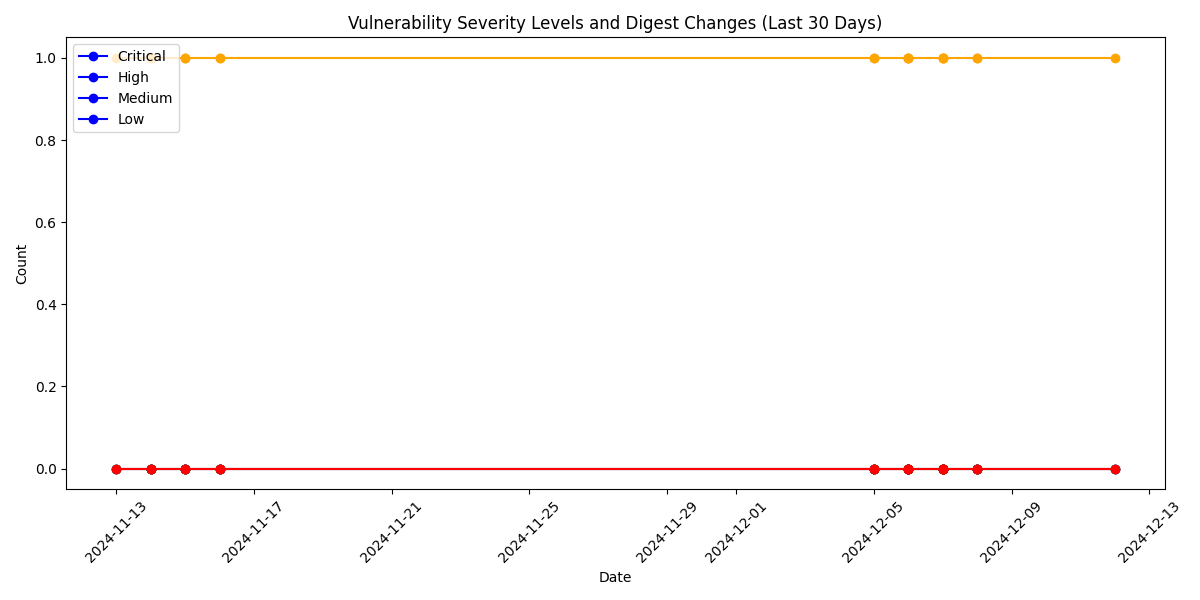 Vulnerability Severity Levels and Digest Changes (Last 30 Days)
Critical
High
Medium
Low
Count
1.0
0.8
0.6
0.4
0.2
0.0
2024-11-13
2024-11-17
2024-11-21
2024-11-25
2024-11-29
2024-12-01
2024-12-05
2024-12-09
2024-12-13
Date